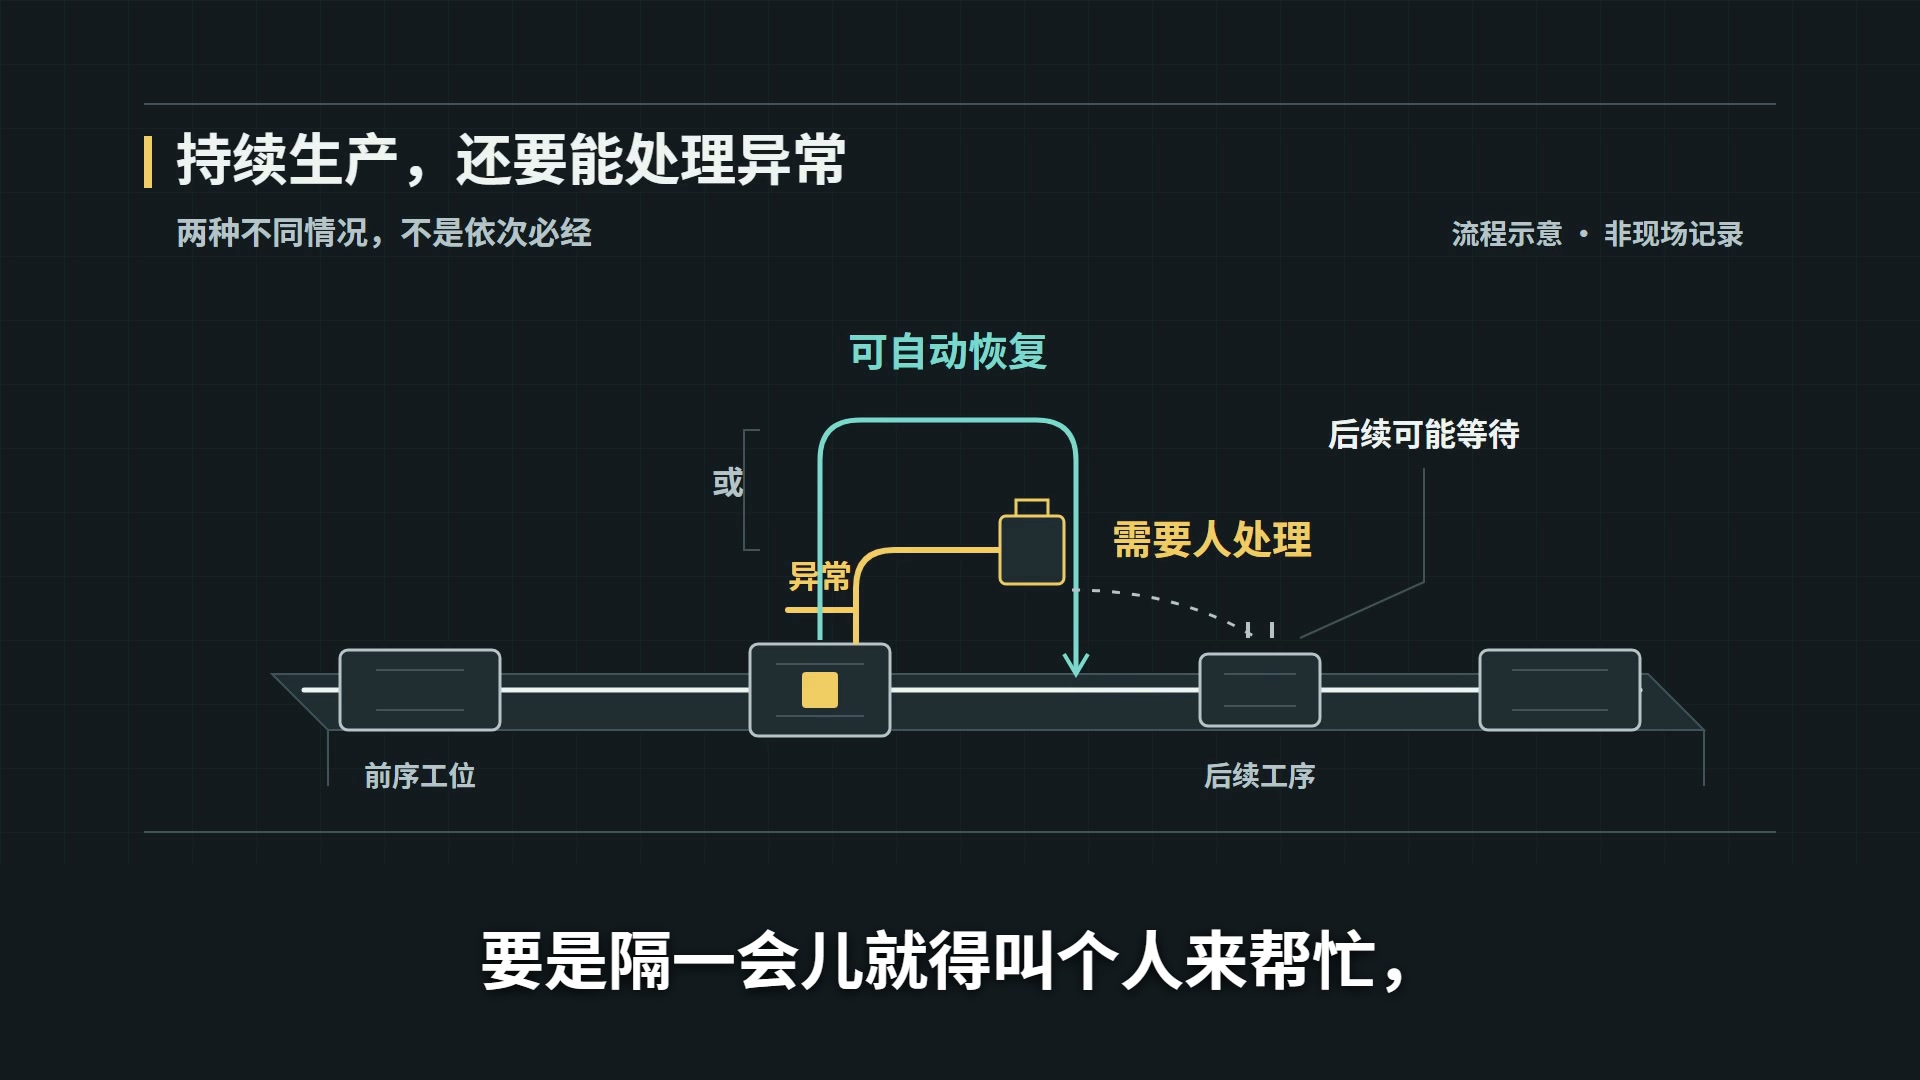 持续生产，还要能处理异常
两种不同情况，不是依次必经
流程示意 · 非现场记录
可自动恢复
后续可能等待
或
需要人处理
异常
前序工位
后续工序
要是隔一会儿就得叫个人来帮忙，